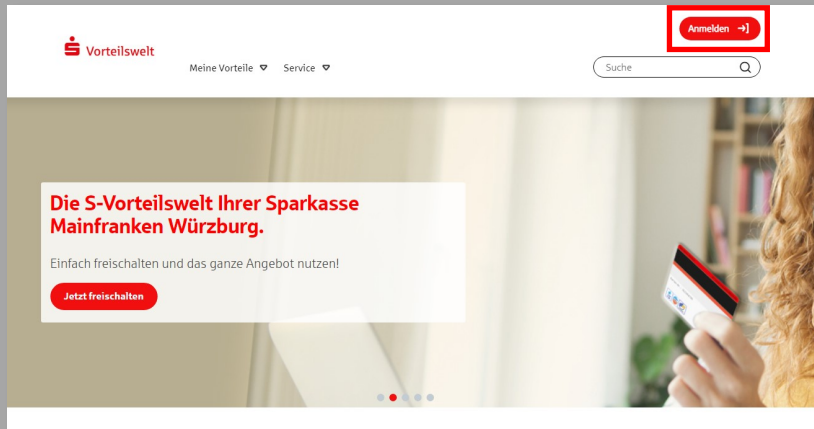 Anmelden
Vorteilswelt
Meine Vorteile Service
Suche
Die S-Vorteilswelt Ihrer Sparkasse
Mainfranken Würzburg.
Einfach freischalten und das ganze Angebot nutzen!
Jetzt freischalten